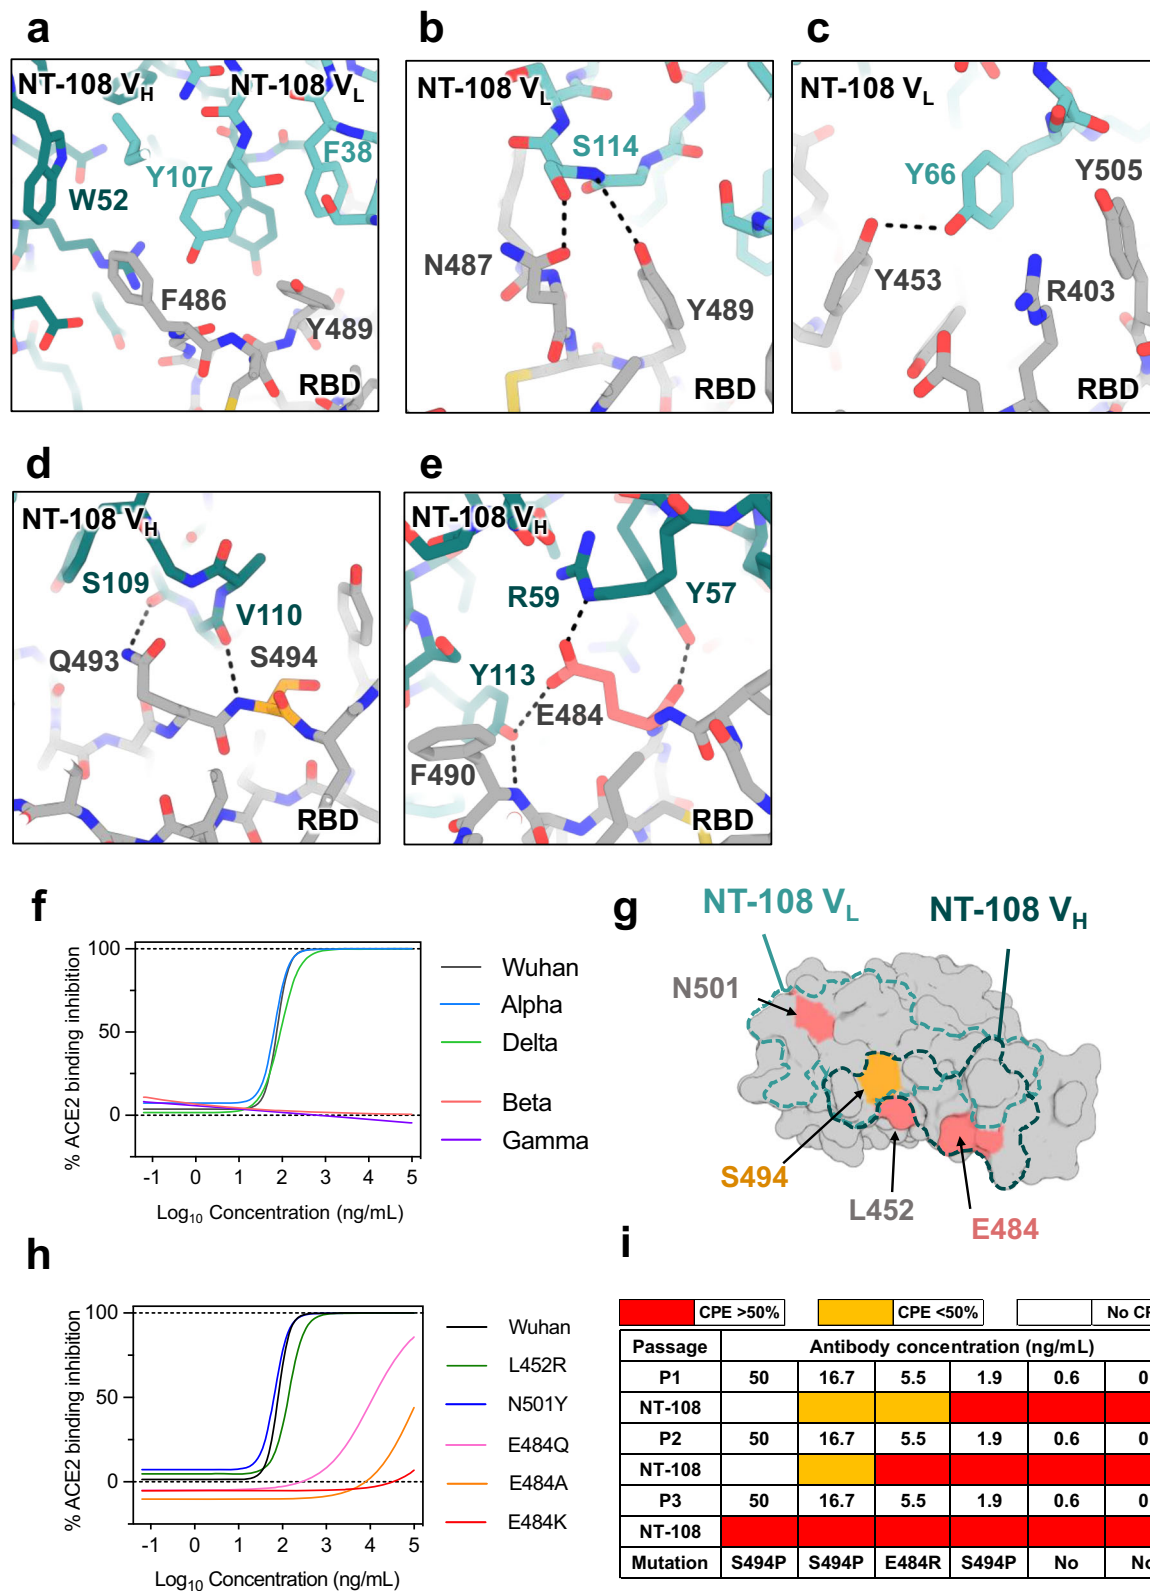 a
NT-108 VH
NT-108 VL
F38
Y107
W52
F486
Y489
RBD
b
NT-108 VL
S114
N487
Y489
RBD
c
NT-108 VL
Y505
Y66
Y453
R403
RBD
d
NT-108 VH
S109
V110
Q493
S494
RBD
e
NT-108 VH
R59
Y57
Y113
E484
F490
RBD
f
% ACE2 binding inhibition
100
50
0
-1 0 1 2 3 4 5
Log10 Concentration (ng/mL)
Wuhan
Alpha
Delta
Beta
Gamma
g
NT-108 VL
NT-108 VH
N501
S494
L452
E484
h
% ACE2 binding inhibition
100
50
0
-1 0 1 2 3 4 5
Log10 Concentration (ng/mL)
Wuhan
L452R
N501Y
E484Q
E484A
E484K
i
CPE >50% CPE <50% No CP
Passage Antibody concentration (ng/mL)
P1 50 16.7 5.5 1.9 0.6 0
NT-108
P2 50 16.7 5.5 1.9 0.6 0
NT-108
P3 50 16.7 5.5 1.9 0.6 0
NT-108
Mutation S494P S494P E484R S494P No No